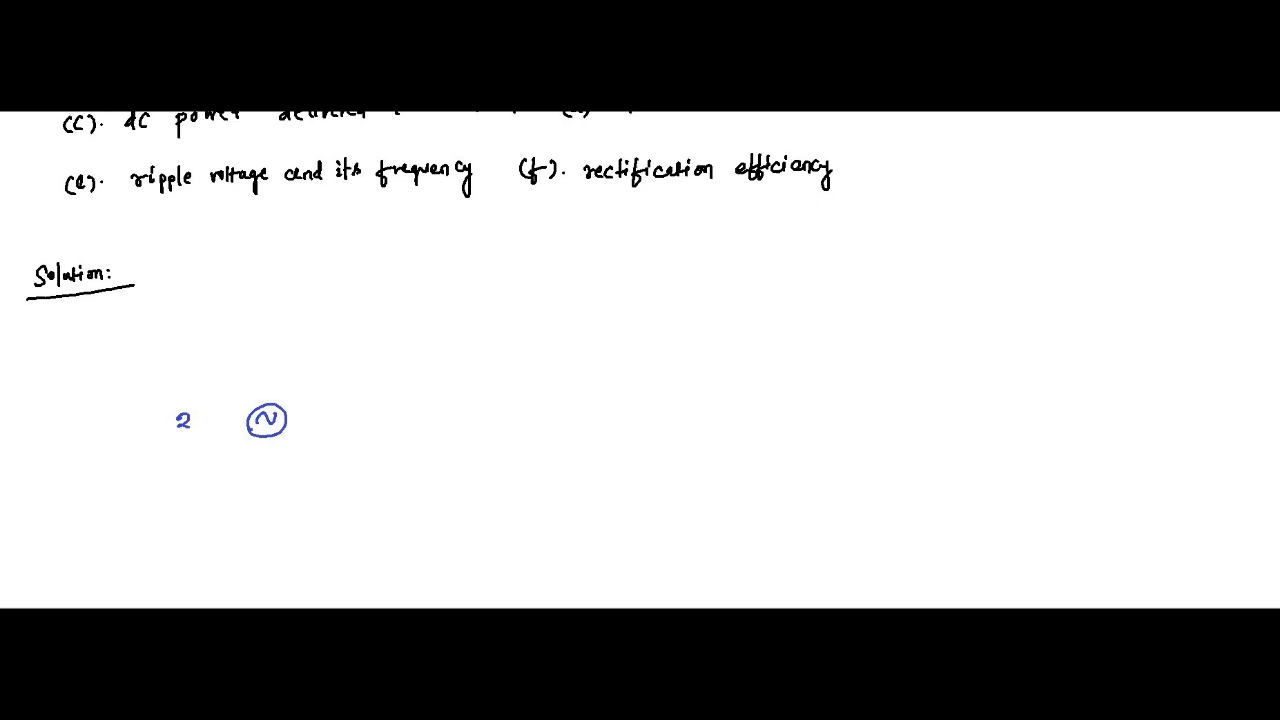 (c). dc power
(e). ripple voltage and its frequency (f). rectification efficiency
Solution:
2 ~